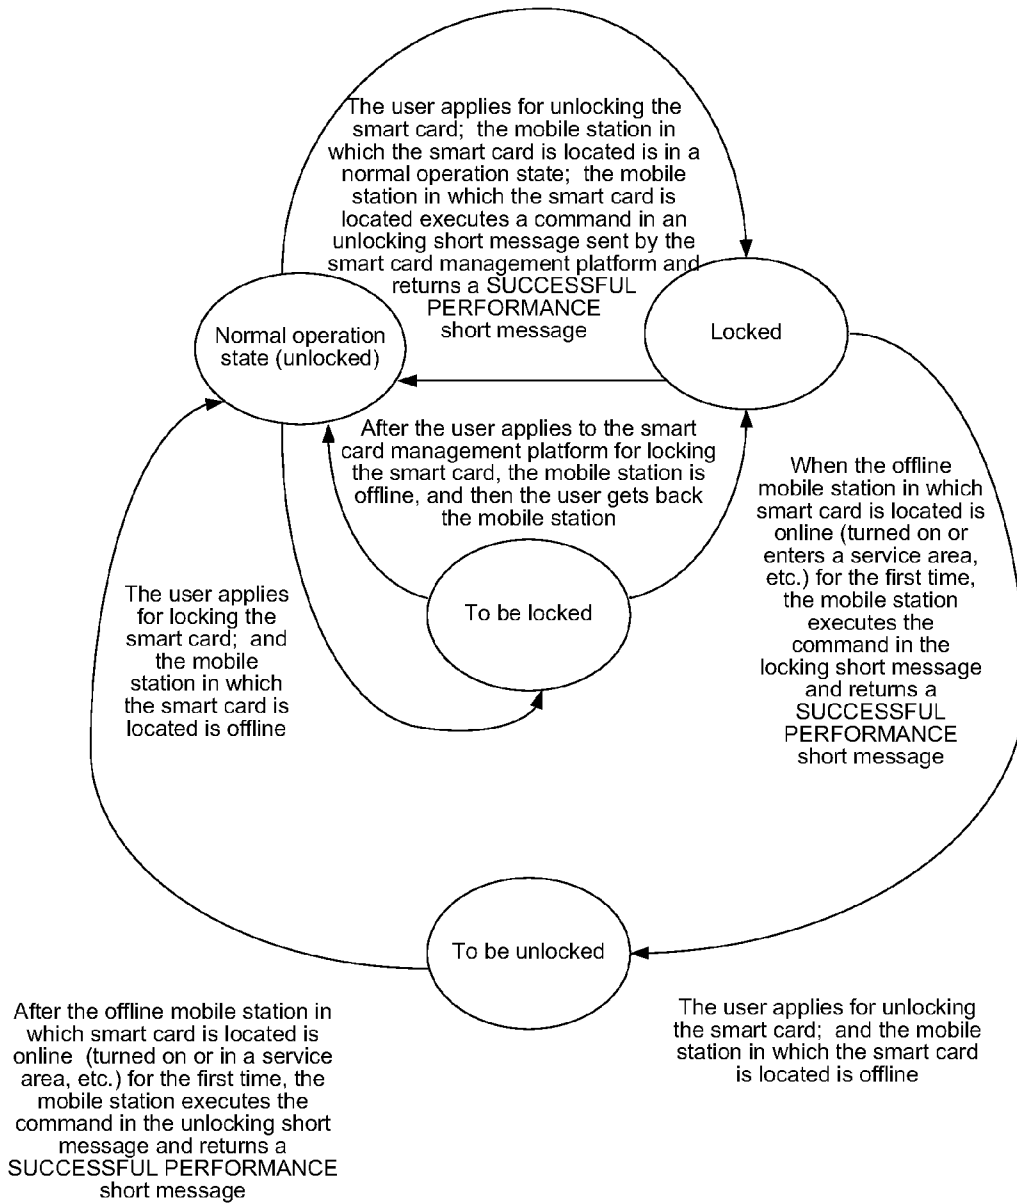 The user applies for unlocking the
smart card;  the mobile station in
which the smart card is located is in a
normal operation state;  the mobile
station in which the smart card is
located executes a command in an
unlocking short message sent by the
smart card management platform and
returns a SUCCESSFUL
PERFORMANCE
short message
Normal operation
state (unlocked)
Locked
After the user applies to the smart
card management platform for locking
the smart card, the mobile station is
offline, and then the user gets back
the mobile station
When the offline
mobile station in which
smart card is located is
online (turned on or
enters a service area,
etc.) for the first time,
the mobile station
executes the
command in the
locking short message
and returns a
SUCCESSFUL
PERFORMANCE
short message
The user applies
for locking the
smart card;  and
the mobile
station in which
the smart card is
located is offline
To be locked
To be unlocked
After the offline mobile station in
which smart card is located is
online  (turned on or in a service
area, etc.) for the first time, the
mobile station executes the
command in the unlocking short
message and returns a
SUCCESSFUL PERFORMANCE
short message
The user applies for unlocking
the smart card;  and the mobile
station in which the smart card
is located is offline